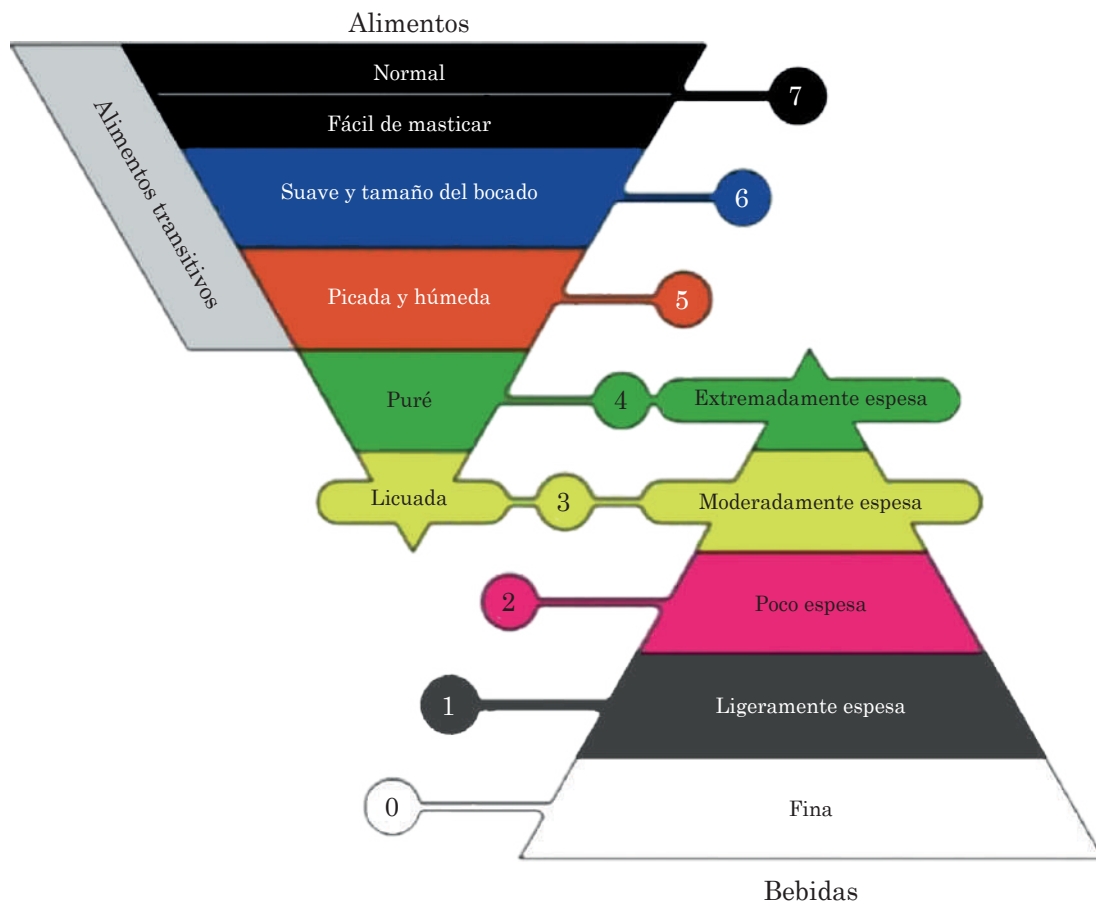 Alimentos
Normal
7
Fácil de masticar
Alimentos transitivos
Suave y tamaño del bocado
6
Picada y húmeda
5
Puré
4
Extremadamente espesa
Licuada
3
Moderadamente espesa
2
Poco espesa
1
Ligeramente espesa
0
Fina
Bebidas